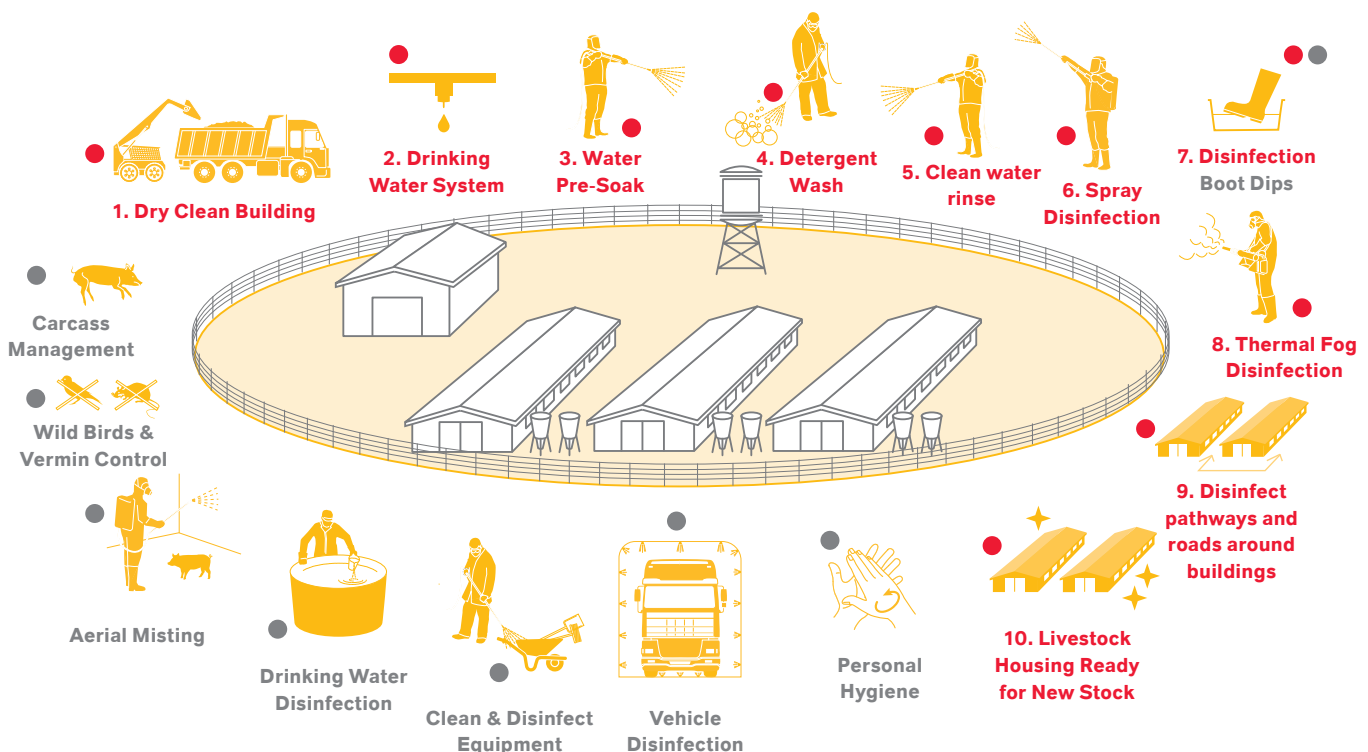 1. Dry Clean Building
2. Drinking
Water System
3. Water
Pre-Soak
4. Detergent
Wash
5. Clean water
rinse
6. Spray
Disinfection
7. Disinfection
Boot Dips
8. Thermal Fog
Disinfection
9. Disinfect
pathways and
roads around
buildings
10. Livestock
Housing Ready
for New Stock
Carcass
Management
Wild Birds &
Vermin Control
Aerial Misting
Drinking Water
Disinfection
Clean & Disinfect
Equipment
Vehicle
Disinfection
Personal
Hygiene